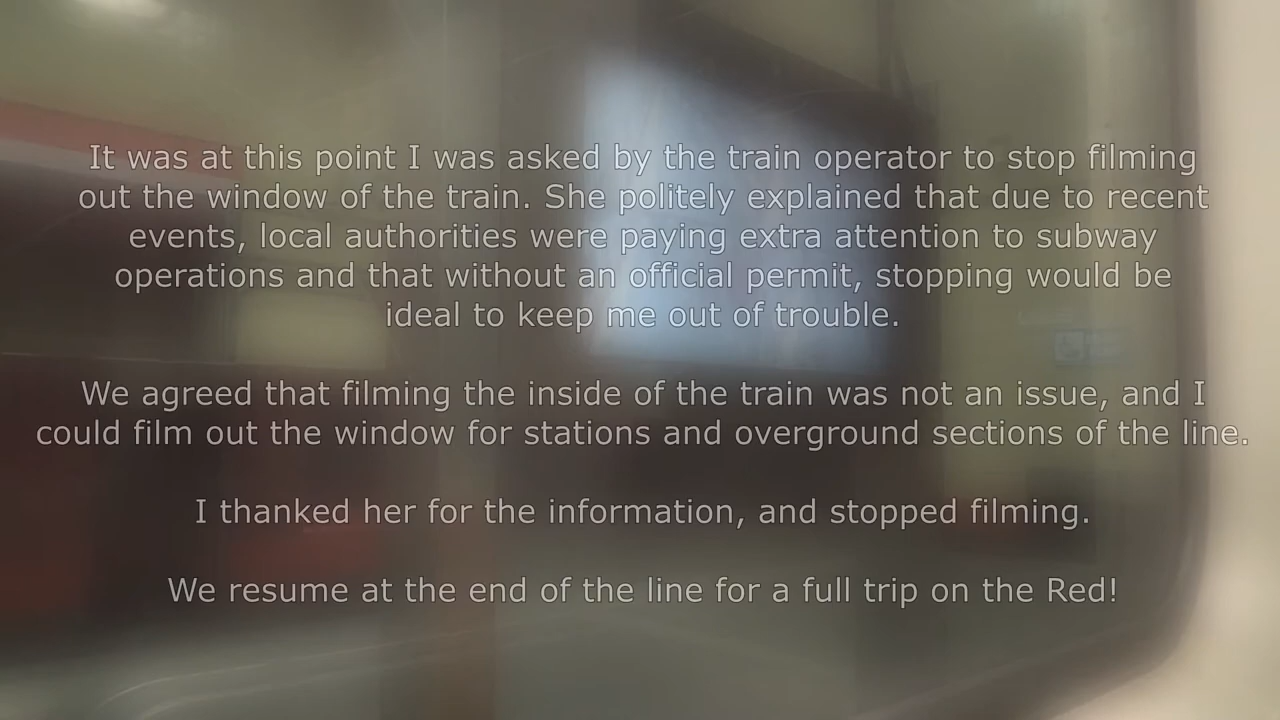 It was at this point I was asked by the train operator to stop filming
out the window of the train. She politely explained that due to recent
events, local authorities were paying extra attention to subway
operations and that without an official permit, stopping would be
ideal to keep me out of trouble.
We agreed that filming the inside of the train was not an issue, and I
could film out the window for stations and overground sections of the line.
I thanked her for the information, and stopped filming.
We resume at the end of the line for a full trip on the Red!